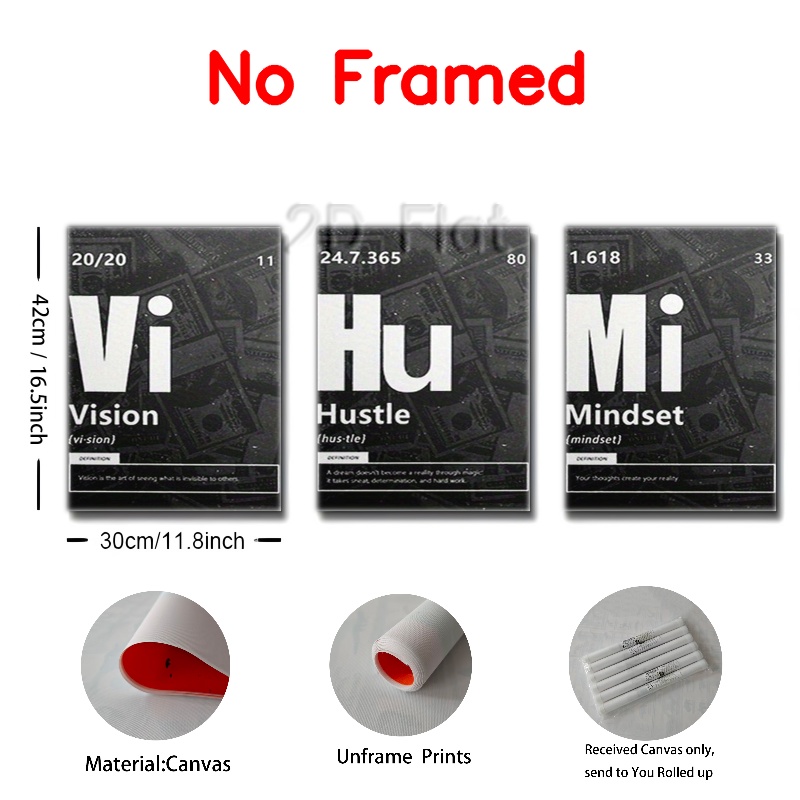 No Framed
2D Flat
20/20 11
Vi
Vision
{vi·sion}
DEFINITION
Vision is the art of seeing what is invisible to others.
24.7.365 80
Hu
Hustle
{hus·tle}
DEFINITION
A dream doesn't become a reality through magic;
it takes sweat, determination, and hard work.
1.618 33
Mi
Mindset
{mindset}
DEFINITION
Your thoughts create your reality
42cm / 16.5inch
30cm/11.8inch
Material:Canvas
Unframe Prints
Received Canvas only,
send to You Rolled up